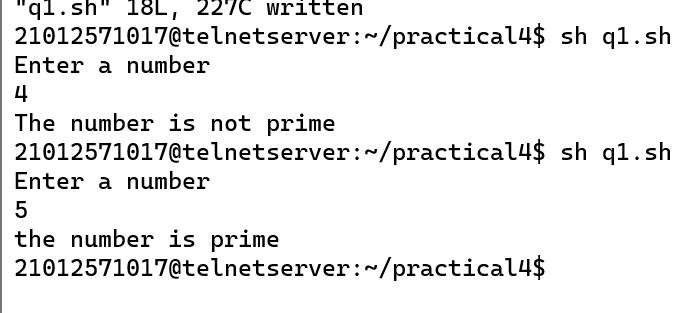 "q1.sh" 18L, 227C written
21012571017@telnetserver:~/practical4$ sh q1.sh
Enter a number
4
The number is not prime
21012571017@telnetserver:~/practical4$ sh q1.sh
Enter a number
5
the number is prime
21012571017@telnetserver:~/practical4$